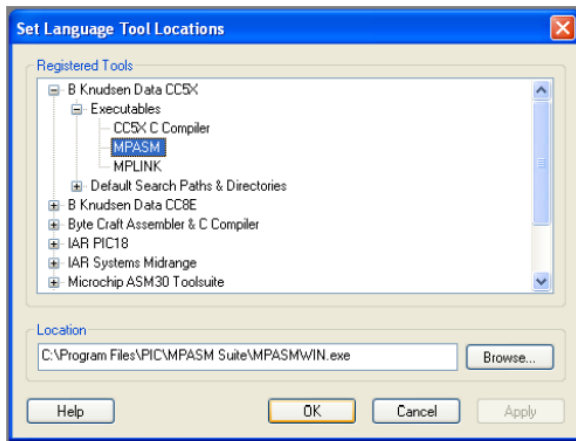 Set Language Tool Locations
Registered Tools
B Knudsen Data CC5X
Executables
CC5X C Compiler
MPASM
MPLINK
Default Search Paths & Directories
B Knudsen Data CC8E
Byte Craft Assembler & C Compiler
IAR PIC18
IAR Systems Midrange
Microchip ASM30 Toolsuite
Location
C:\Program Files\PIC\MPASM Suite\MPASMWIN.exe
Browse...
Help
OK
Cancel
Apply